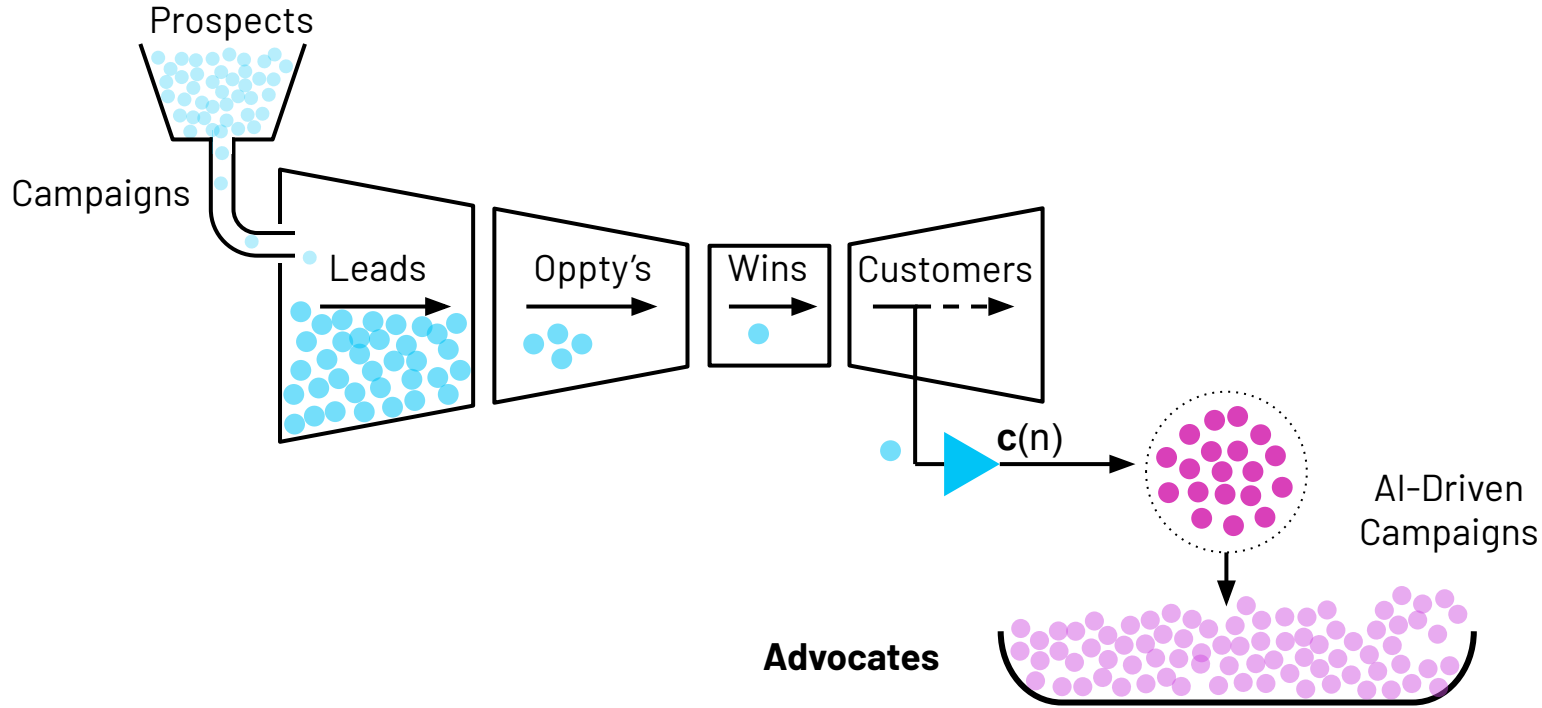 Prospects
Campaigns
Leads
Oppty’s
Wins
Customers
c(n)
AI-Driven
Campaigns
Advocates